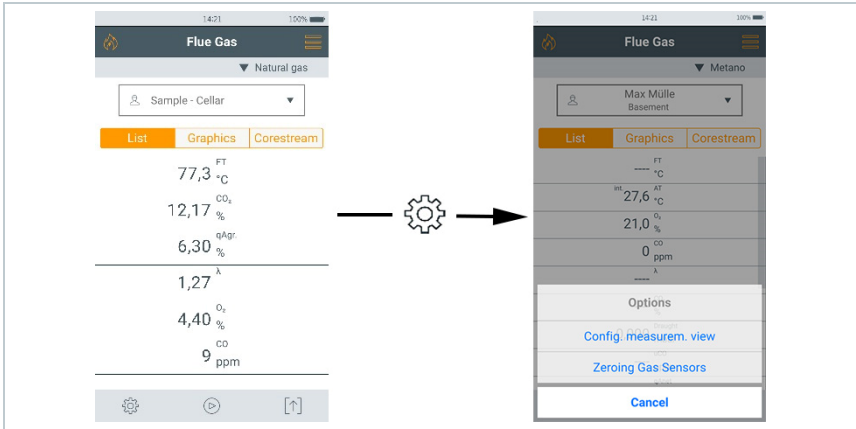 14:21 100%
Flue Gas
Natural gas
Sample - Cellar
List Graphics Corestream
77,3 FT °C
12,17 CO₂ %
6,30 qAgr. %
1,27 λ
4,40 O₂ %
9 CO ppm
14:21 100%
Flue Gas
Metano
Max Mülle
Basement
List Graphics Corestream
---- FT °C
int 27,6 AT °C
21,0 O₂ %
0 CO ppm
---- λ
Options
Config. measurem. view
Zeroing Gas Sensors
Cancel